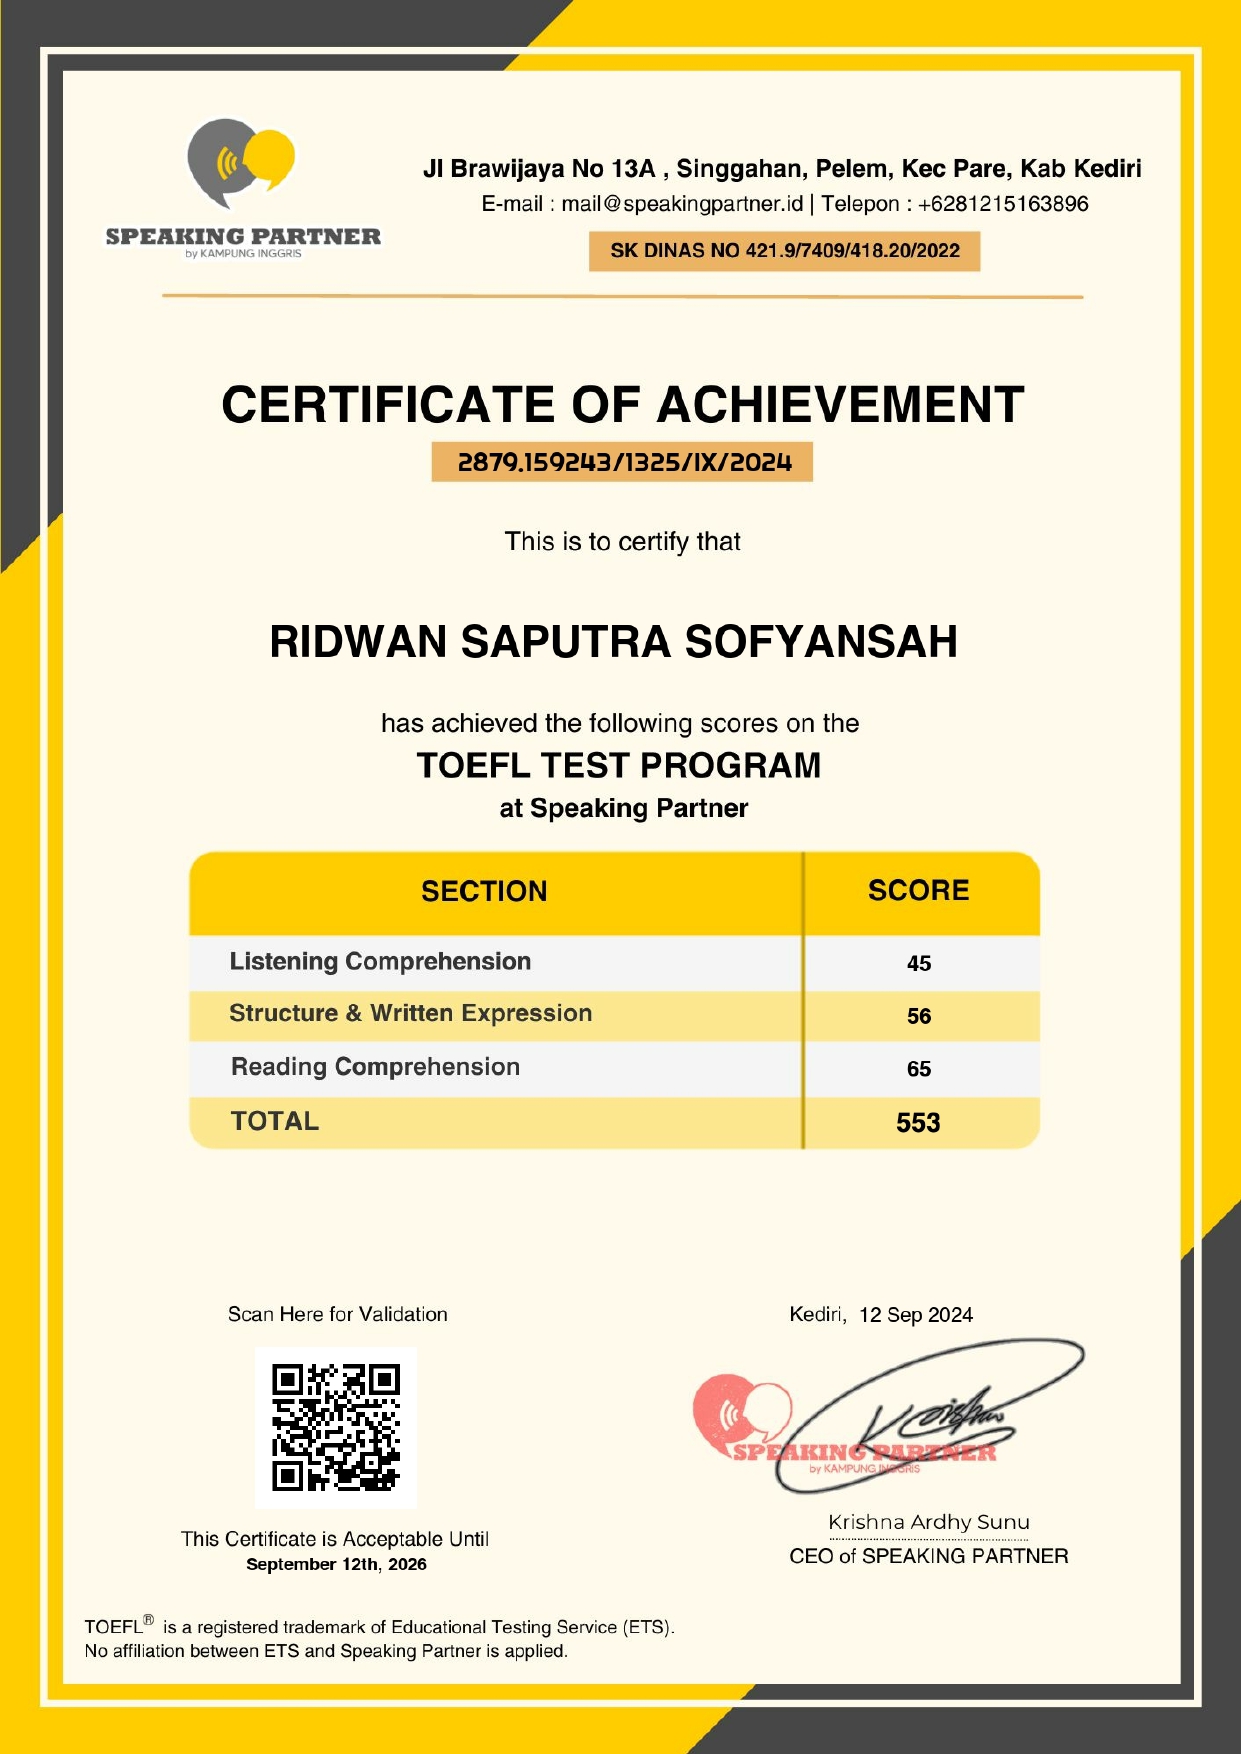 SPEAKING PARTNER
by KAMPUNG INGGRIS
Jl Brawijaya No 13A , Singgahan, Pelem, Kec Pare, Kab Kediri
E-mail : mail@speakingpartner.id | Telepon : +6281215163896
SK DINAS NO 421.9/7409/418.20/2022
CERTIFICATE OF ACHIEVEMENT
2879.159243/1325/IX/2024
This is to certify that
RIDWAN SAPUTRA SOFYANSAH
has achieved the following scores on the
TOEFL TEST PROGRAM
at Speaking Partner
SECTION SCORE
Listening Comprehension 45
Structure & Written Expression 56
Reading Comprehension 65
TOTAL 553
Scan Here for Validation
This Certificate is Acceptable Until
September 12th, 2026
Kediri, 12 Sep 2024
SPEAKING PARTNER
by KAMPUNG INGGRIS
Krishna Ardhy Sunu
CEO of SPEAKING PARTNER
TOEFL® is a registered trademark of Educational Testing Service (ETS).
No affiliation between ETS and Speaking Partner is applied.